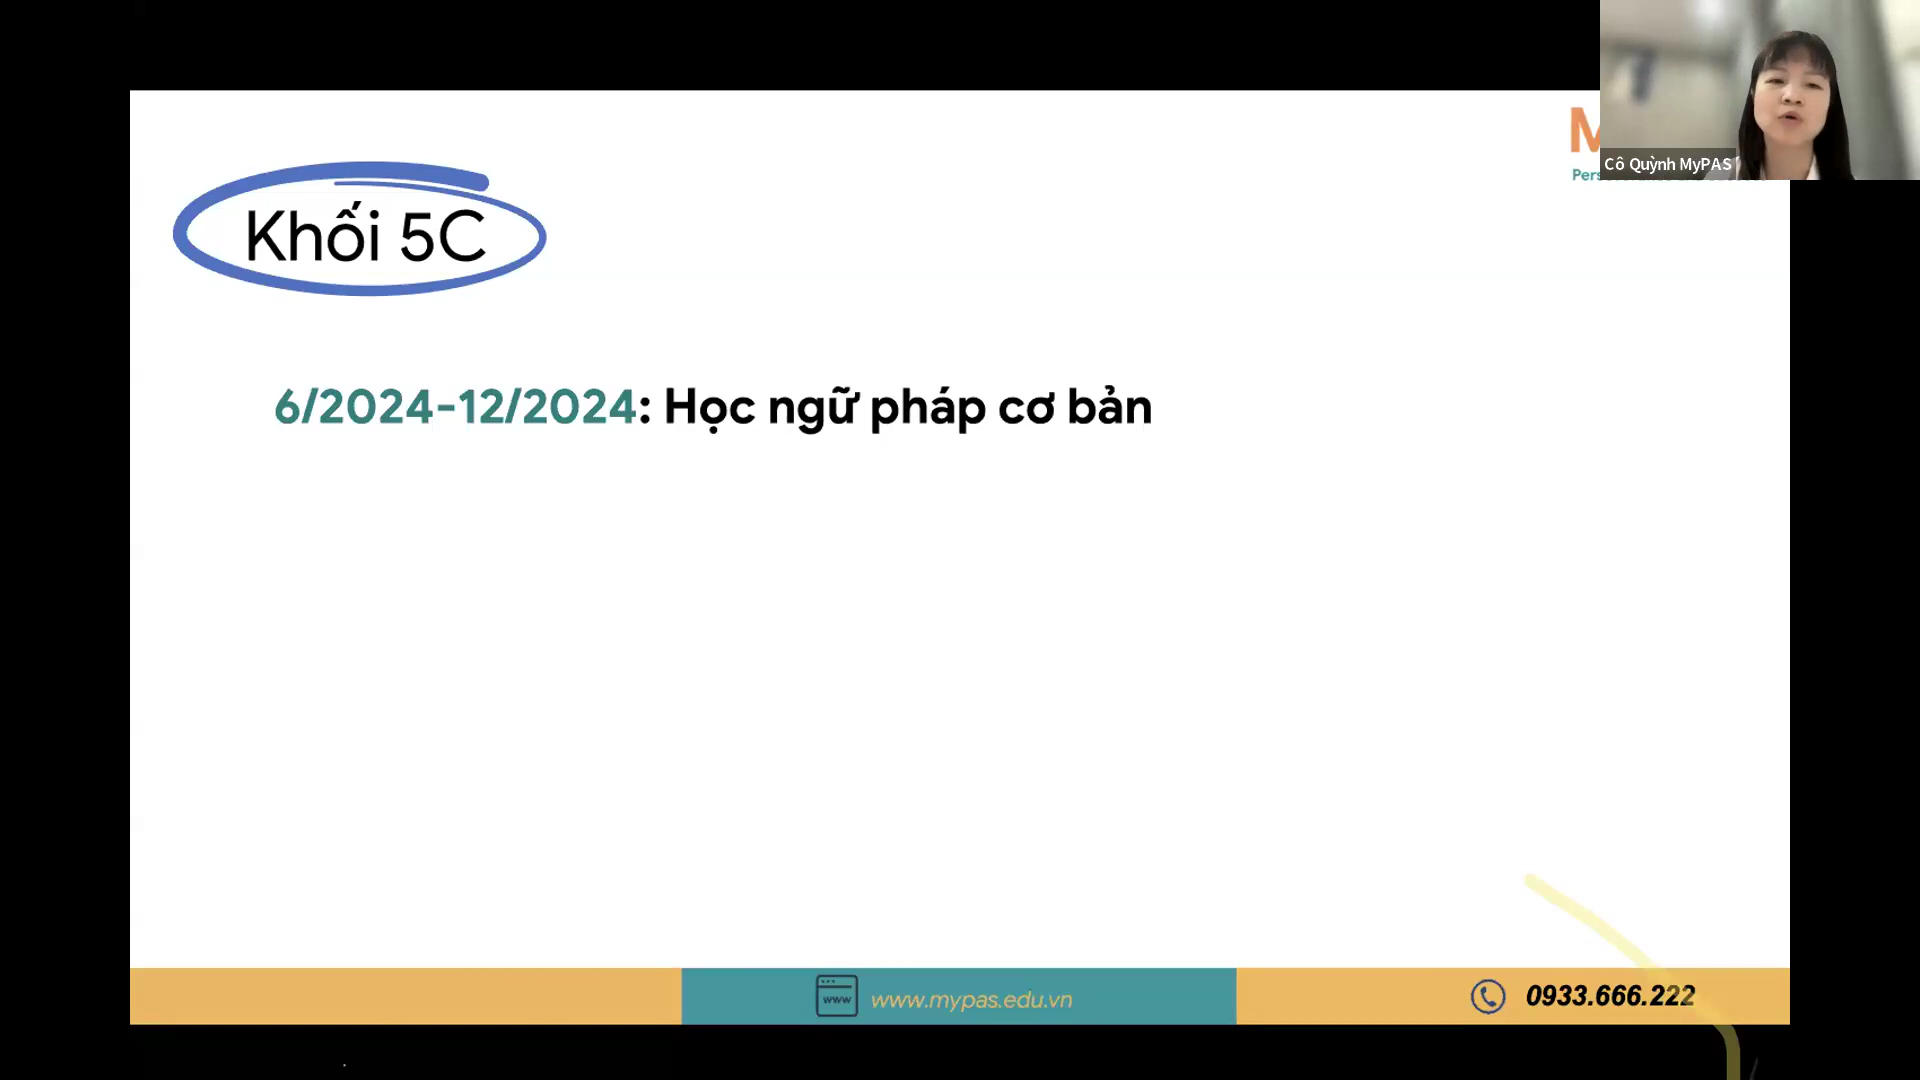 M
Cô Quỳnh MyPAS
Khối 5C
6/2024-12/2024: Học ngữ pháp cơ bản
www
www.mypas.edu.vn
0933.666.222